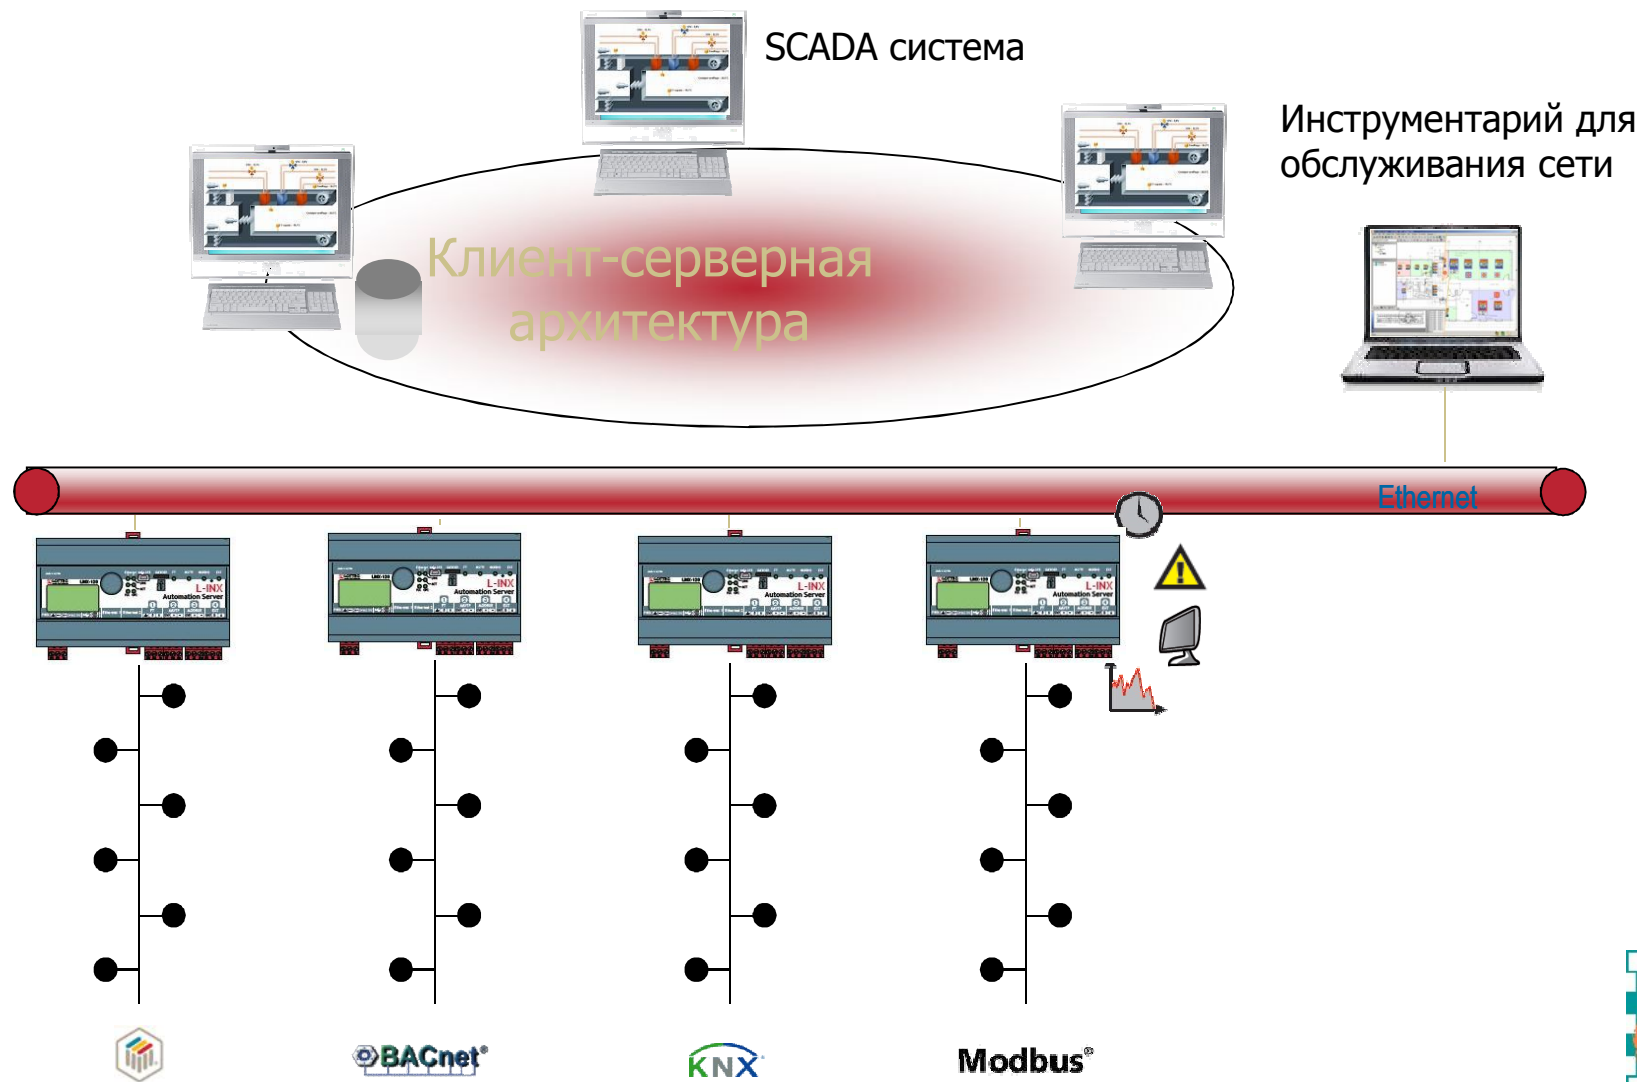 SCADA система
Инструментарий для
обслуживания сети
Клиент-серверная
архитектура
Ethernet
L-INX
Automation Server
L-INX
Automation Server
L-INX
Automation Server
L-INX
Automation Server
BACnet®
KNX
Modbus®